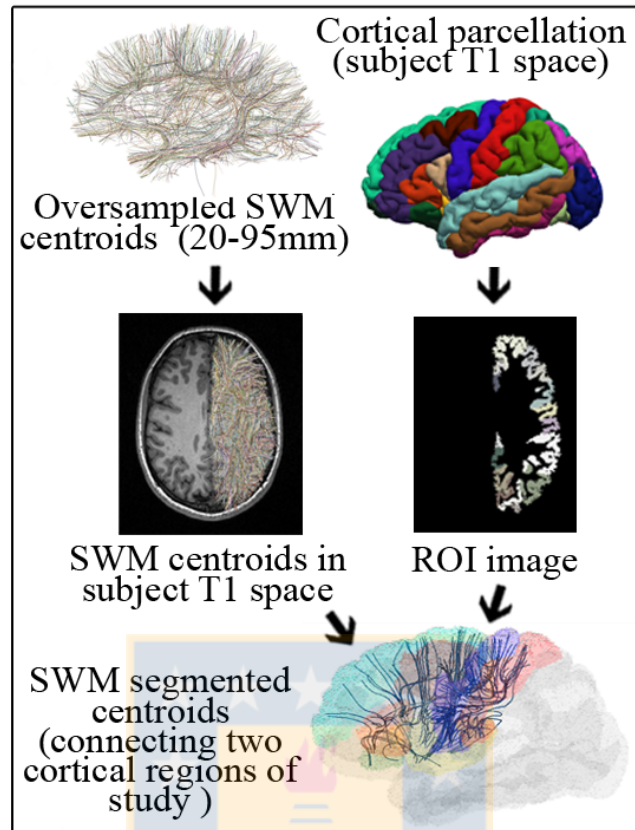 Cortical parcellation
(subject T1 space)
Oversampled SWM
centroids (20-95mm)
SWM centroids in
subject T1 space
ROI image
SWM segmented
centroids
(connecting two
cortical regions of
study )